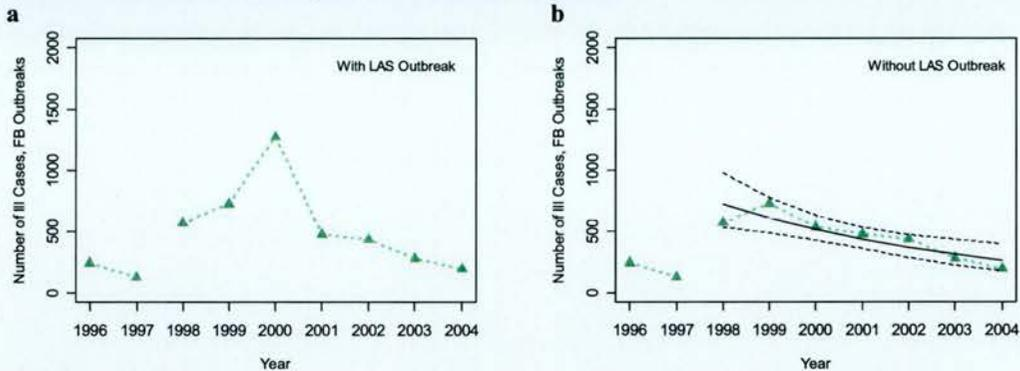 a
With LAS Outbreak
Number of Ill Cases, FB Outbreaks
2000
1500
1000
500
0
1996 1997 1998 1999 2000 2001 2002 2003 2004
Year
b
Without LAS Outbreak
Number of Ill Cases, FB Outbreaks
2000
1500
1000
500
0
1996 1997 1998 1999 2000 2001 2002 2003 2004
Year